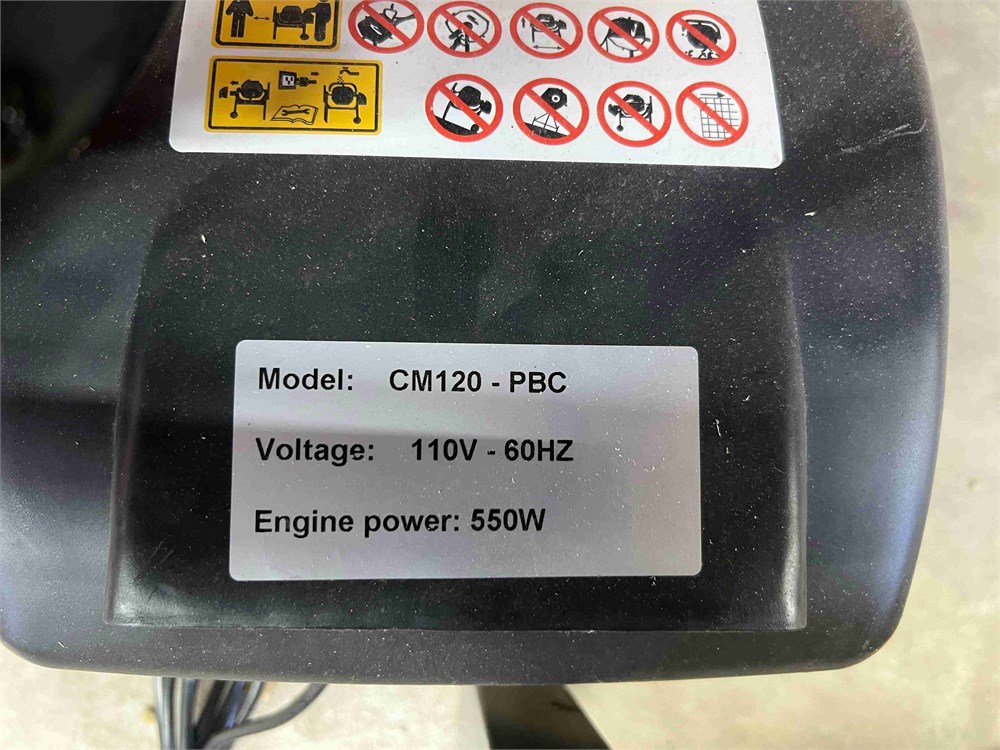 Model: CM120 - PBC
Voltage: 110V - 60HZ
Engine power: 550W